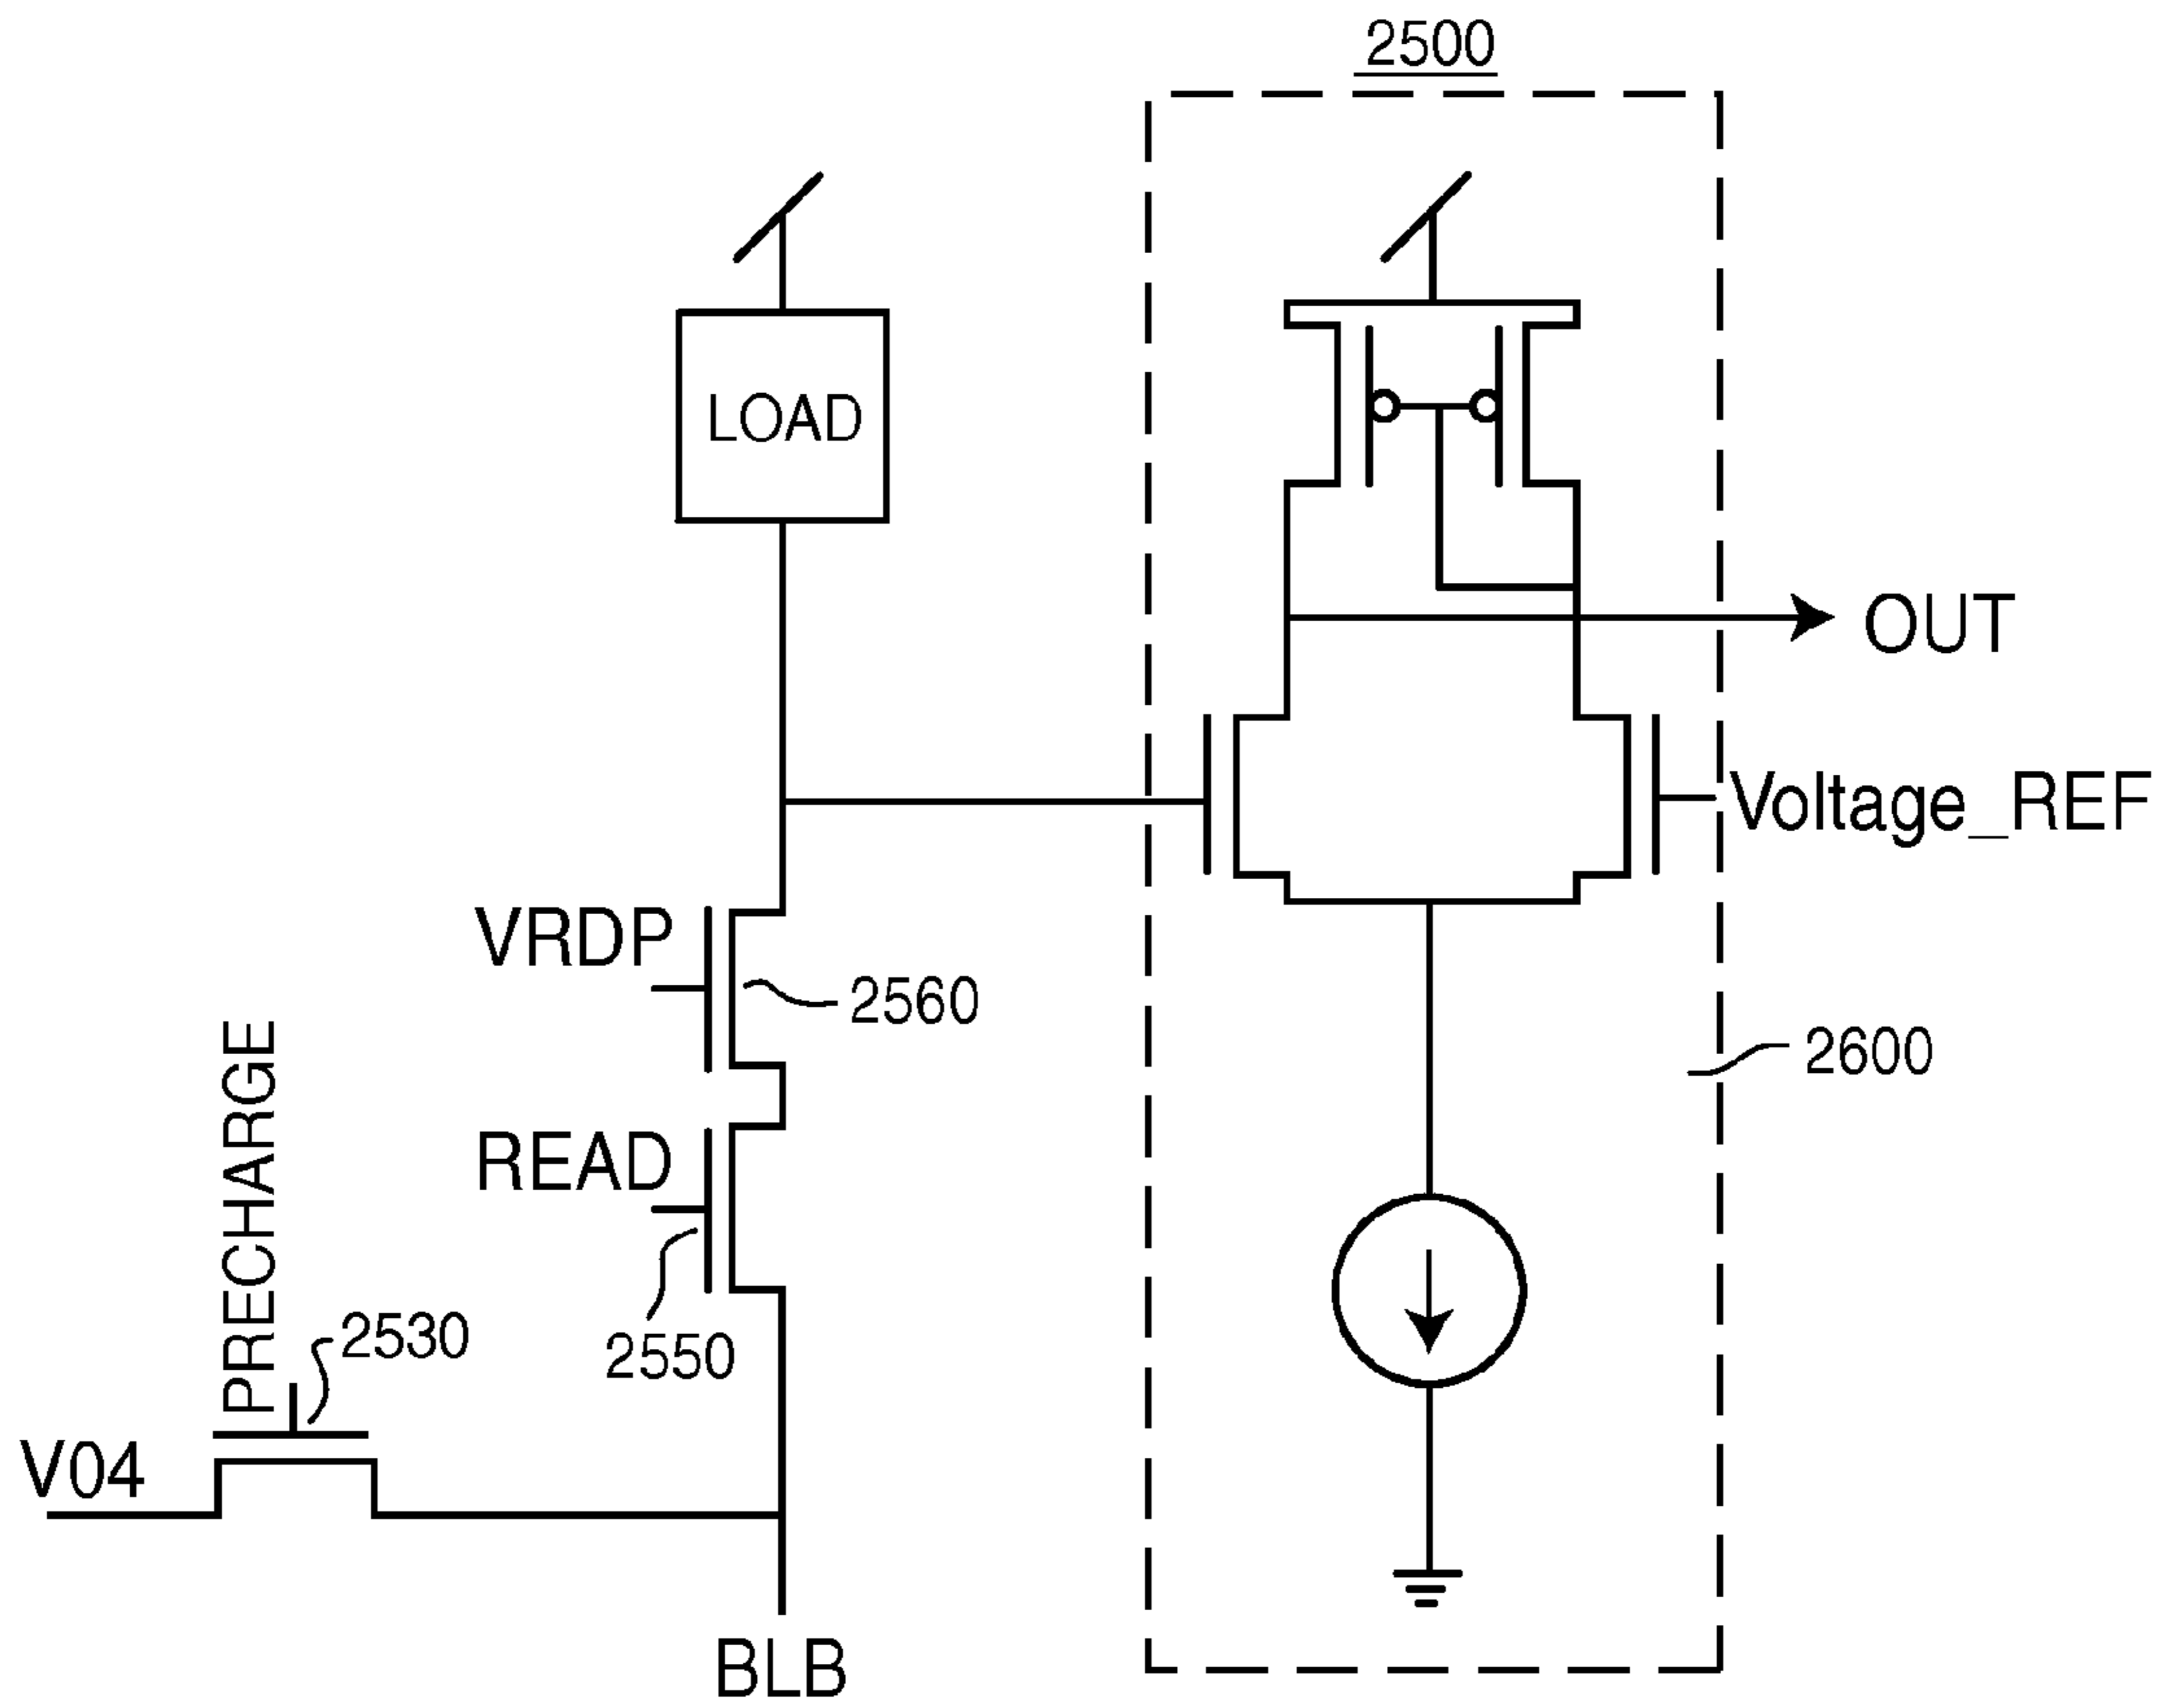 2500
LOAD
OUT
Voltage_REF
VRDP
2560
PRECHARGE
2600
READ
2530
2550
V04
BLB